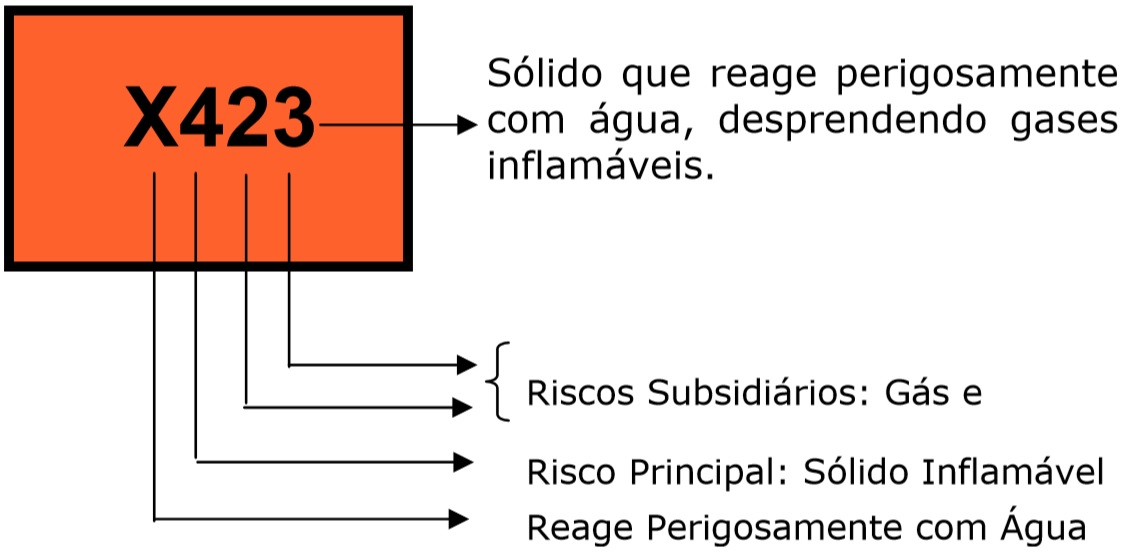 X423
Sólido que reage perigosamente
com água, desprendendo gases
inflamáveis.
Riscos Subsidiários: Gás e
Risco Principal: Sólido Inflamável
Reage Perigosamente com Água